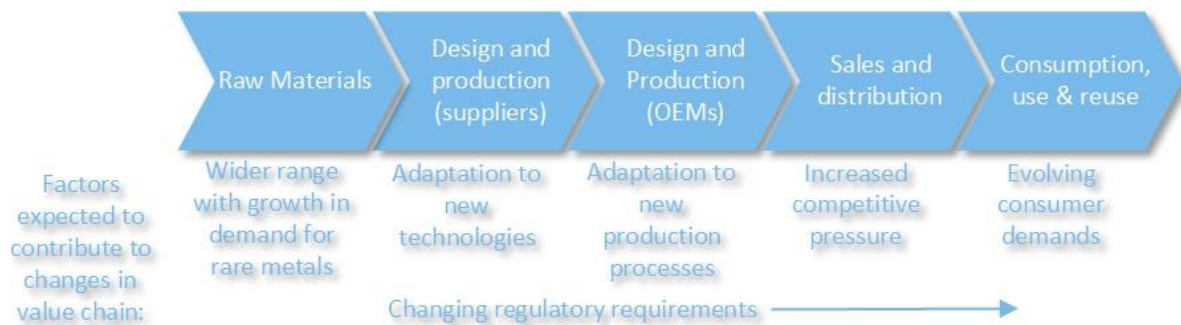 Raw Materials
Design and
production
(suppliers)
Design and
Production
(OEMs)
Sales and
distribution
Consumption,
use & reuse
Factors
expected to
contribute to
changes in
value chain:
Wider range
with growth in
demand for
rare metals
Adaptation to
new
technologies
Adaptation to
new
production
processes
Increased
competitive
pressure
Evolving
consumer
demands
Changing regulatory requirements